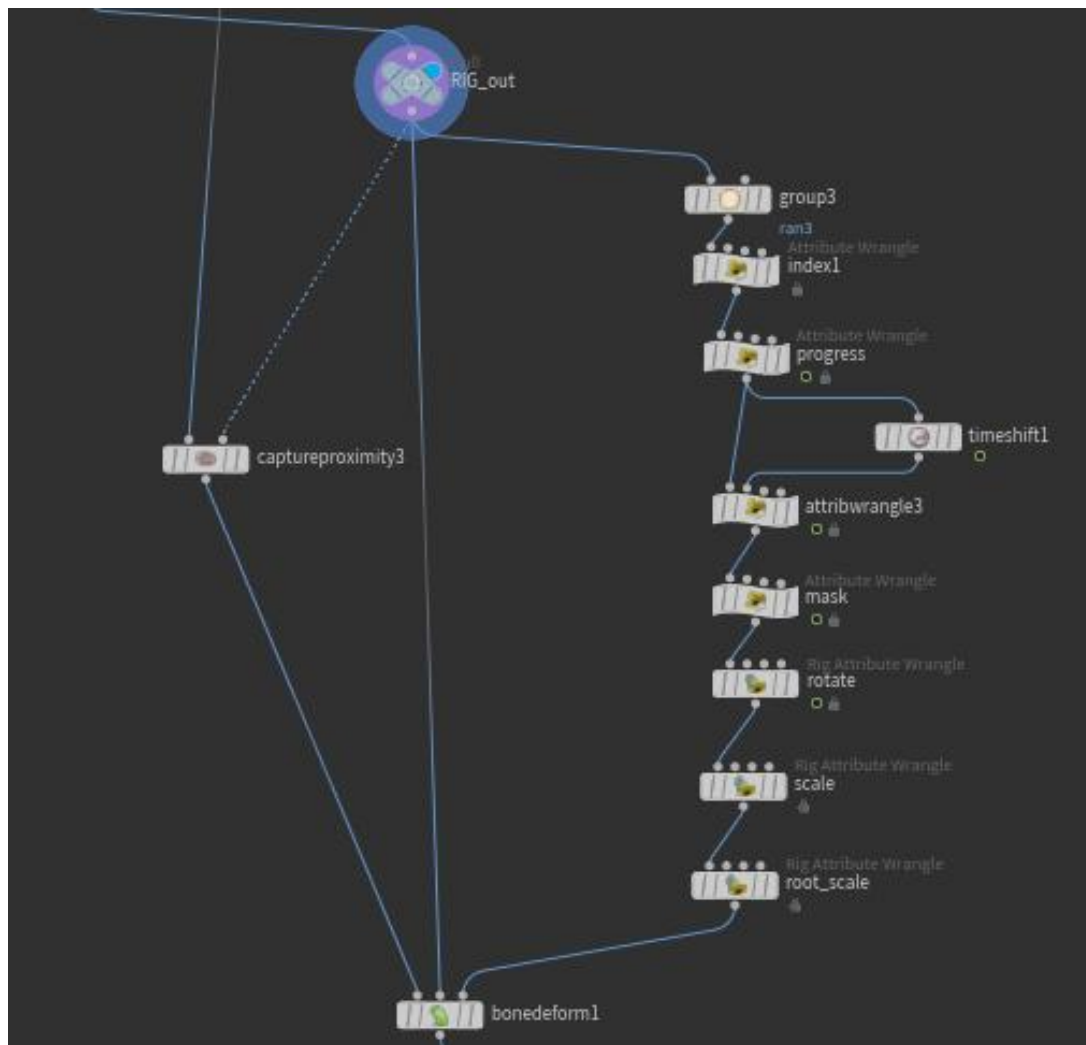 RIG_out
group3
ran3
Attribute Wrangle
index1
Attribute Wrangle
progress
timeshift1
captureproximity3
attribwrangle3
Attribute Wrangle
mask
Rig Attribute Wrangle
rotate
Rig Attribute Wrangle
scale
Rig Attribute Wrangle
root_scale
bonedeform1